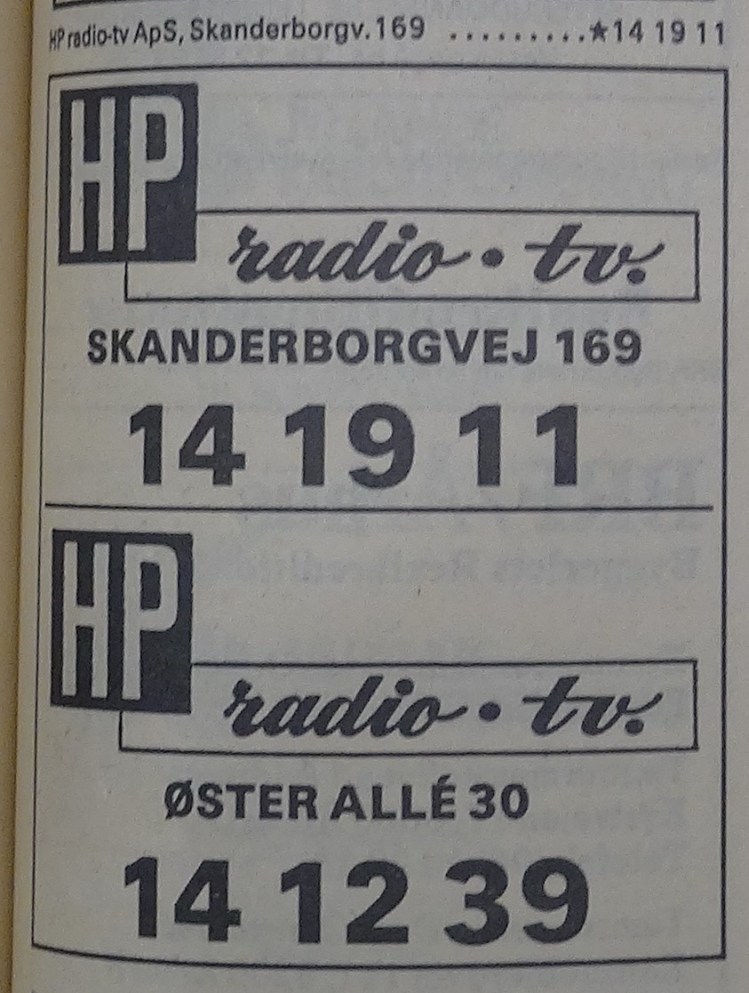 HP radio-tv ApS, Skanderborgv. 169 ..........★14 19 11
HP
radio • tv.
SKANDERBORGVEJ 169
14 19 11
HP
radio • tv.
ØSTER ALLÉ 30
14 12 39